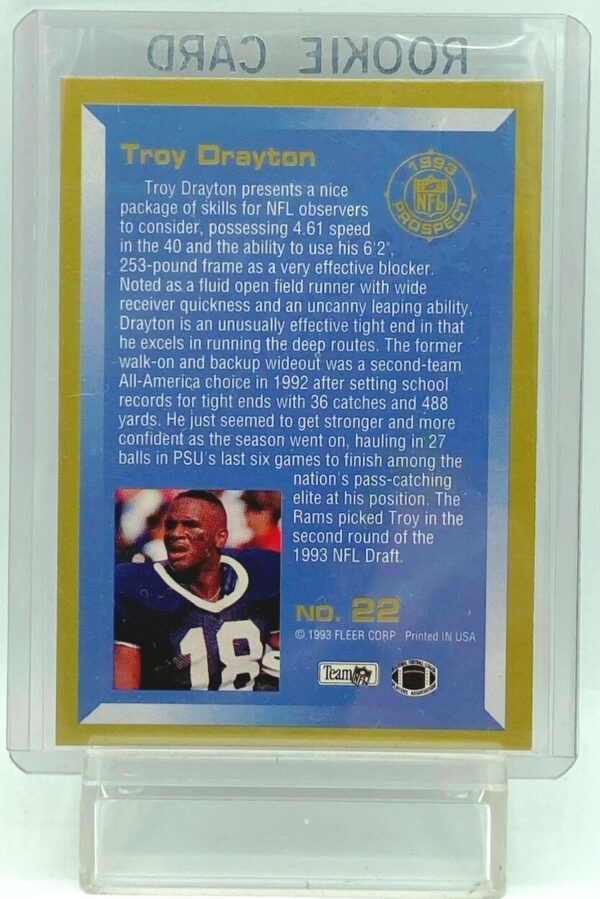 ROOKIE CARD
Troy Drayton
1993
NFL
PROSPECT
Troy Drayton presents a nice
package of skills for NFL observers
to consider, possessing 4.61 speed
in the 40 and the ability to use his 6'2",
253-pound frame as a very effective blocker.
Noted as a fluid open field runner with wide
receiver quickness and an uncanny leaping ability,
Drayton is an unusually effective tight end in that
he excels in running the deep routes. The former
walk-on and backup wideout was a second-team
All-America choice in 1992 after setting school
records for tight ends with 36 catches and 488
yards. He just seemed to get stronger and more
confident as the season went on, hauling in 27
balls in PSU's last six games to finish among the
nation's pass-catching
elite at his position. The
Rams picked Troy in the
second round of the
1993 NFL Draft.
18
NO. 22
© 1993 FLEER CORP. Printed IN USA
Team NFL
NATIONAL FOOTBALL LEAGUE
PLAYERS ASSOCIATION